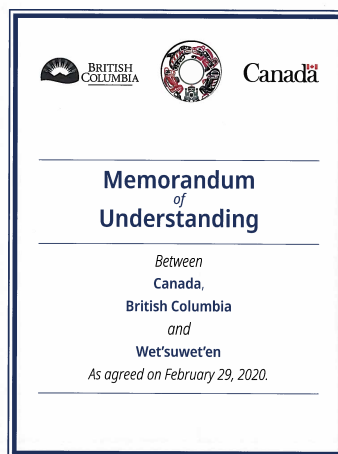 BRITISH
COLUMBIA
Canada
Memorandum
of
Understanding
Between
Canada,
British Columbia
and
Wet'suwet'en
As agreed on February 29, 2020.